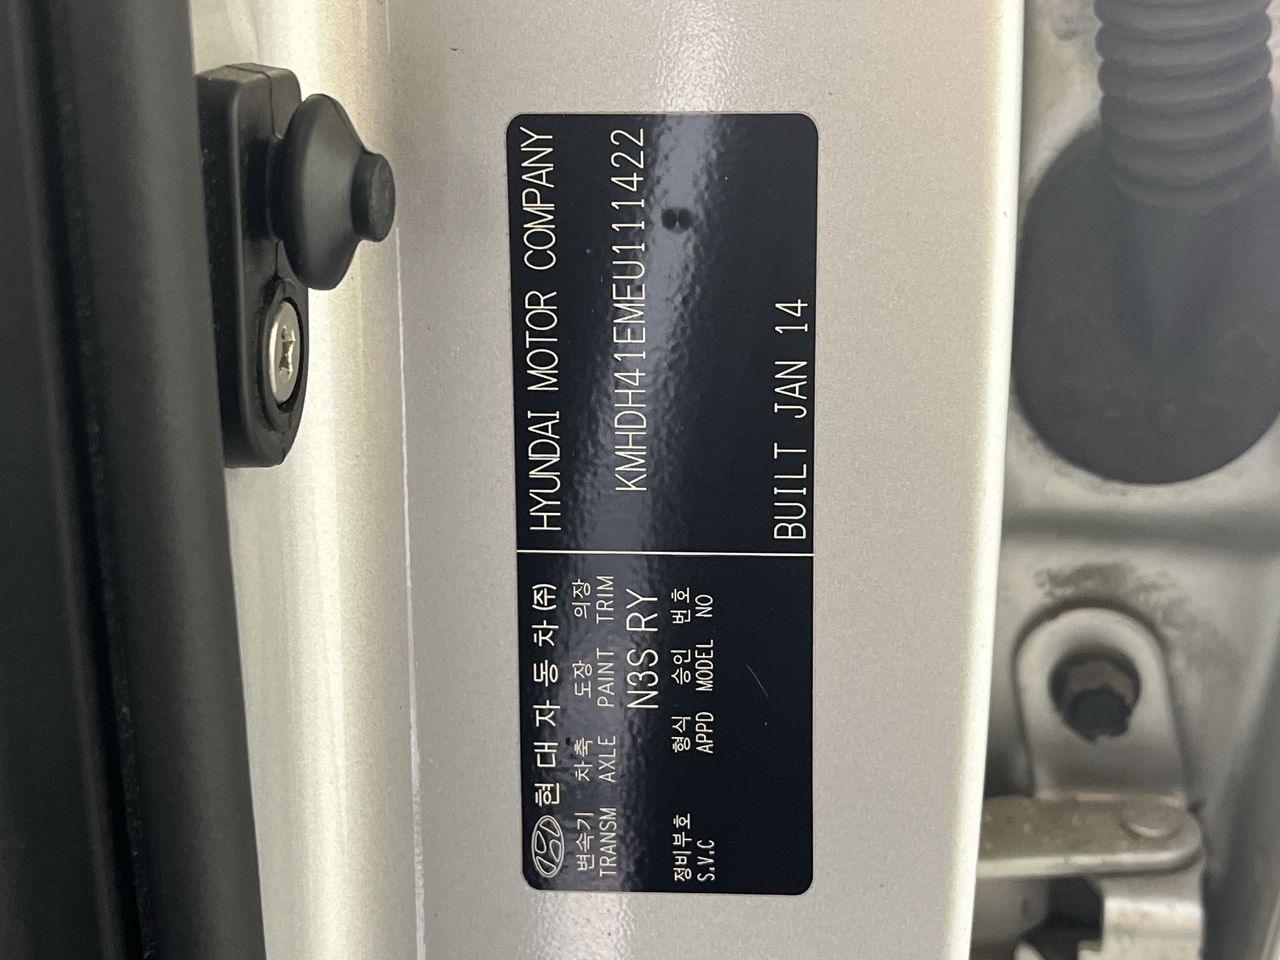 현대자동차(주)
변속기 차축 도장 의장
TRANSM AXLE PAINT TRIM
N3S RY
정비부호 형식 승인 번호
S.V.C APPD MODEL NO
HYUNDAI MOTOR COMPANY
KMHDH41EMEU111422
BUILT JAN 14